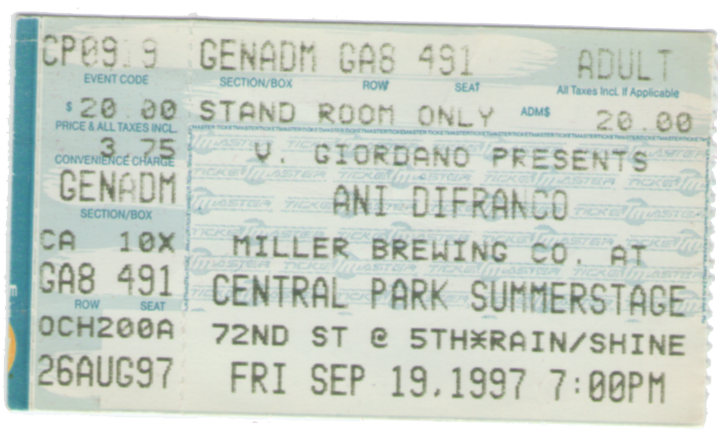 CP0919 GENADM GA8 491 ADULT
EVENT CODE SECTION/BOX ROW SEAT All Taxes Incl. If Applicable
$ 20.00 STAND ROOM ONLY ADM$ 20.00
PRICE & ALL TAXES INCL.
3.75 V. GIORDANO PRESENTS
CONVENIENCE CHARGE
GENADM ANI DIFRANCO
SECTION/BOX
CA 10X MILLER BREWING CO. AT
GA8 491 CENTRAL PARK SUMMERSTAGE
ROW SEAT
OCH200A 72ND ST @ 5TH*RAIN/SHINE
26AUG97 FRI SEP 19,1997 7:00PM